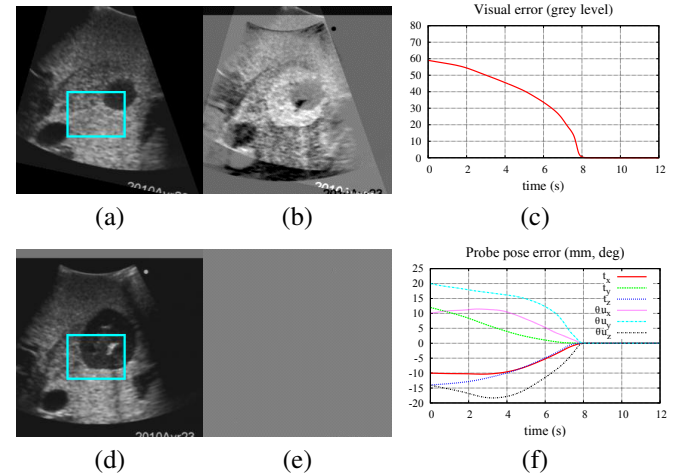 Visual error (grey level)
80
70
60
50
40
30
20
10
0
0 2 4 6 8 10 12
time (s)
2010Avr23
(a) (b) (c)
Probe pose error (mm, deg)
25
20
15
10
5
0
-5
-10
-15
-20
t_x
t_y
t_z
θu_x
θu_y
θu_z
0 2 4 6 8 10 12
time (s)
2010Avr23
(d) (e) (f)